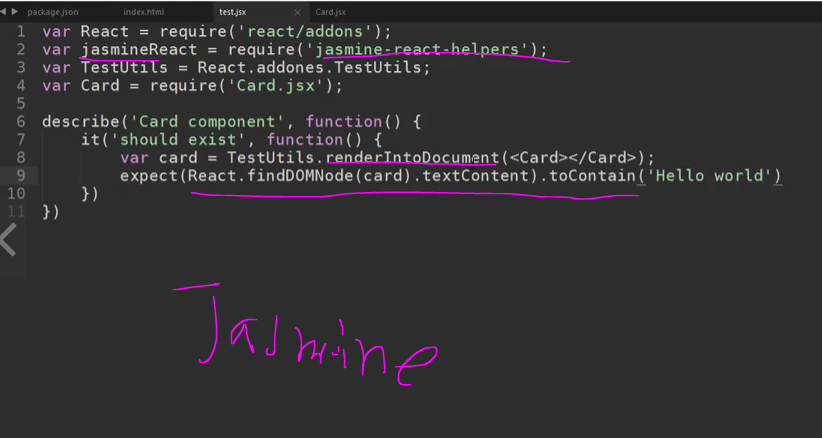 package.json index.html test.jsx × Card.jsx
1 var React = require('react/addons');
2 var jasmineReact = require('jasmine-react-helpers');
3 var TestUtils = React.addones.TestUtils;
4 var Card = require('Card.jsx');
5
6 describe('Card component', function() {
7 it('should exist', function() {
8 var card = TestUtils.renderIntoDocument(<Card></Card>);
9 expect(React.findDOMNode(card).textContent).toContain('Hello world')
10 })
11 })
Jasmine